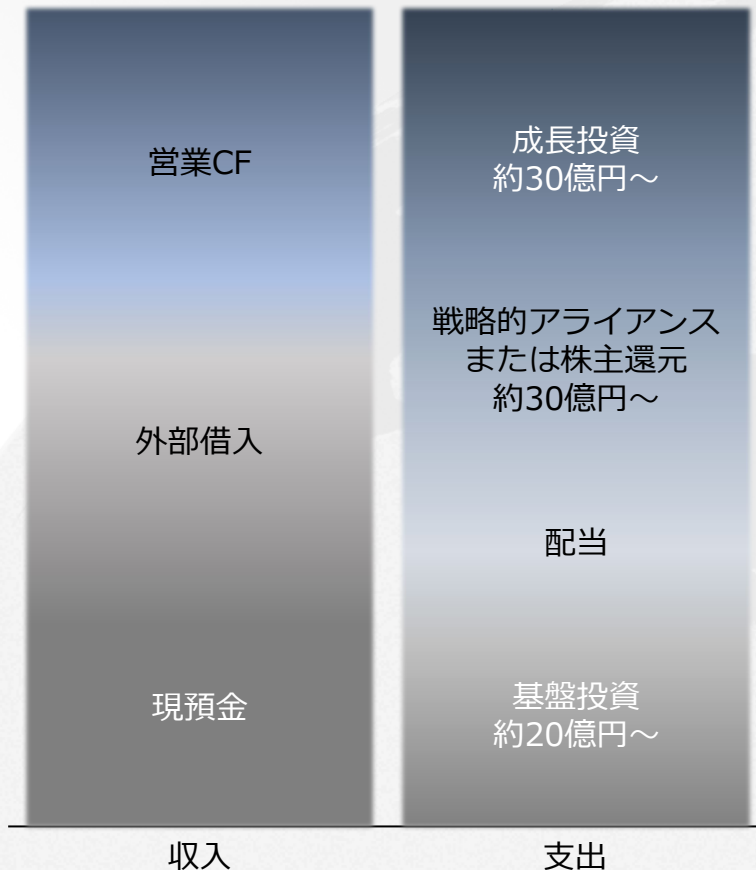 営業CF
外部借入
現預金
成長投資
約30億円～
戦略的アライアンス
または株主還元
約30億円～
配当
基盤投資
約20億円～
収入
支出